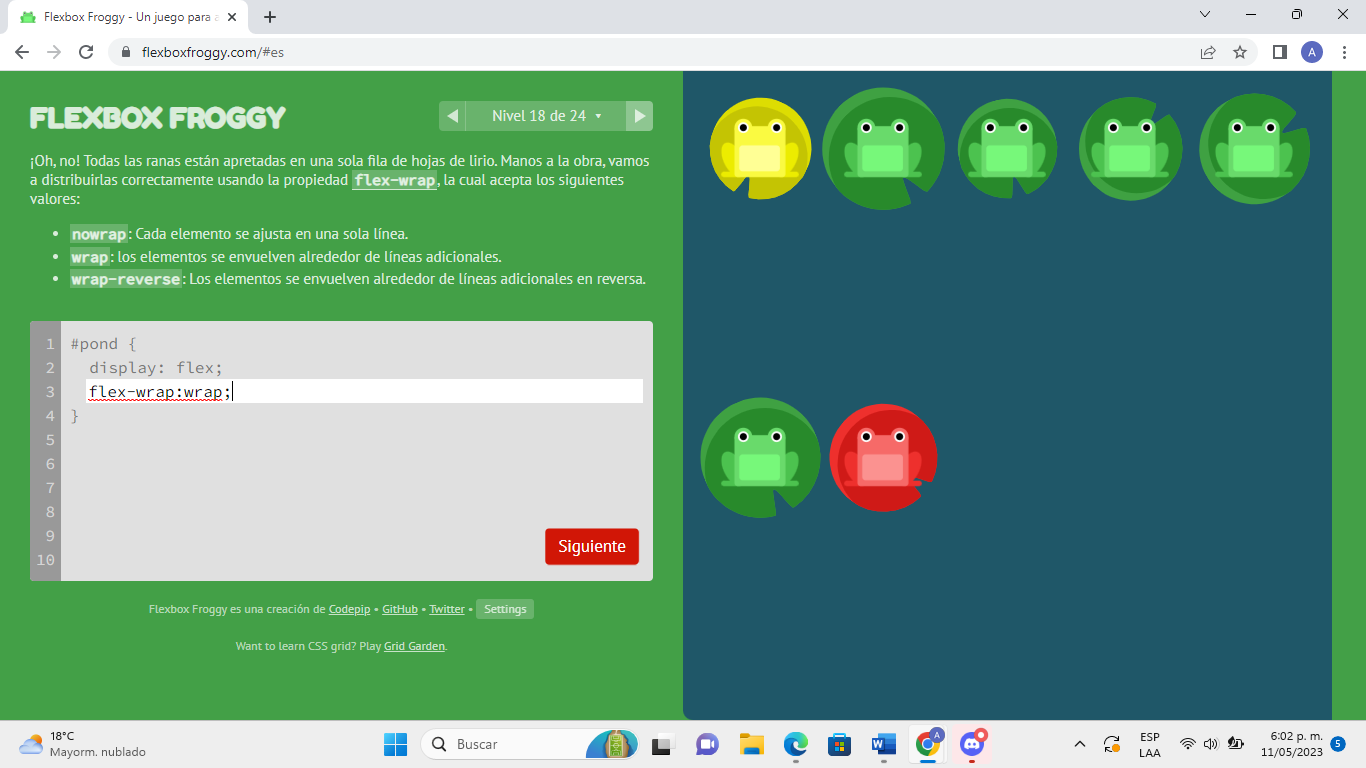 Flexbox Froggy - Un juego para a
flexboxfroggy.com/#es
A
FLEXBOX FROGGY
Nivel 18 de 24
¡Oh, no! Todas las ranas están apretadas en una sola fila de hojas de lirio. Manos a la obra, vamos
a distribuirlas correctamente usando la propiedad flex-wrap, la cual acepta los siguientes
valores:
• nowrap: Cada elemento se ajusta en una sola línea.
• wrap: los elementos se envuelven alrededor de líneas adicionales.
• wrap-reverse: Los elementos se envuelven alrededor de líneas adicionales en reversa.
1 #pond {
2 display: flex;
3 flex-wrap:wrap;
4 }
5
6
7
8
9
10
Siguiente
Flexbox Froggy es una creación de Codepip • GitHub • Twitter • Settings
Want to learn CSS grid? Play Grid Garden.
18°C
Mayorm. nublado
Buscar
A
ESP
LAA
6:02 p. m.
11/05/2023
5